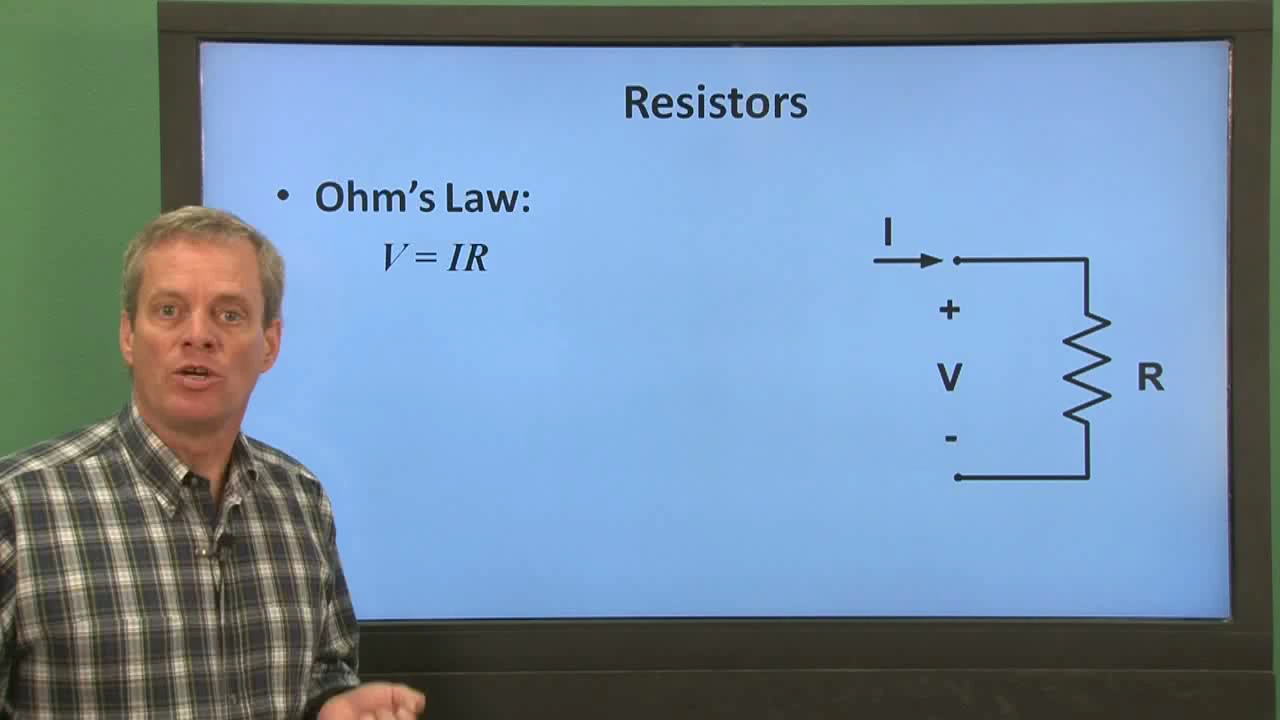 Resistors
• Ohm's Law:
V = IR
I
+
V
R
-